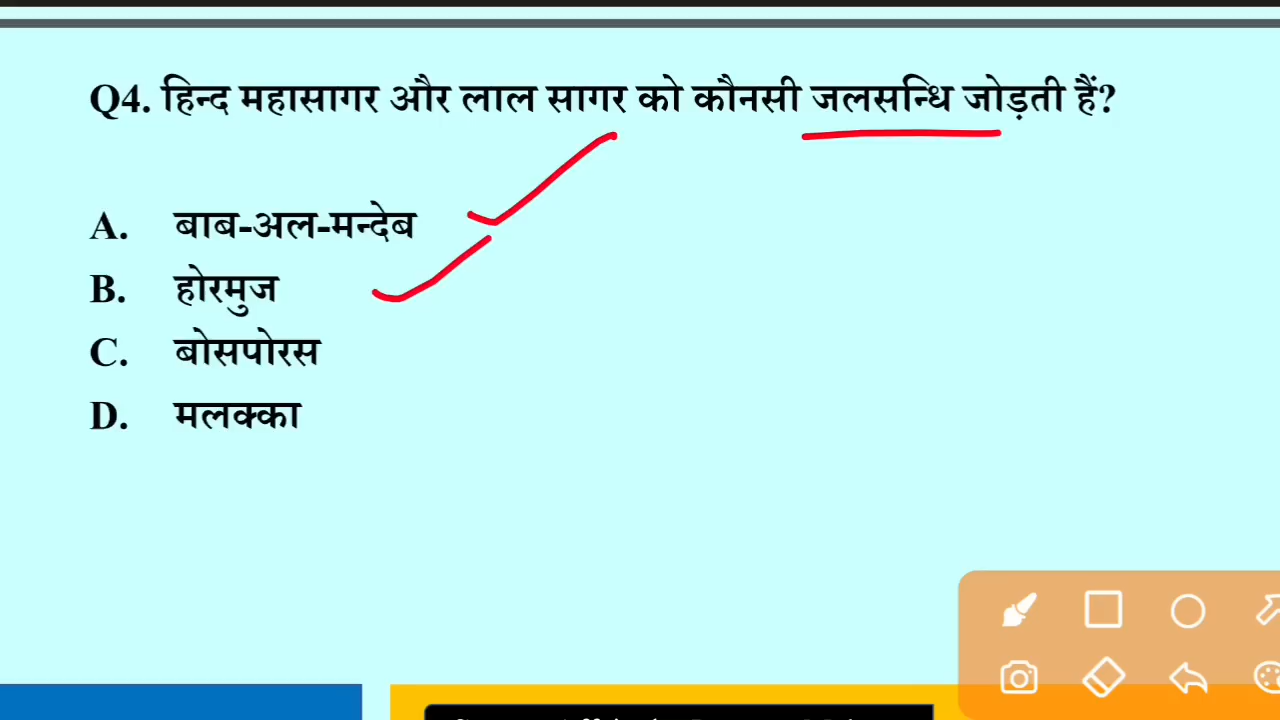 Q4. हिन्द महासागर और लाल सागर को कौनसी जलसन्धि जोड़ती हैं?
A. बाब-अल-मन्देब
B. होरमुज
C. बोसपोरस
D. मलक्का